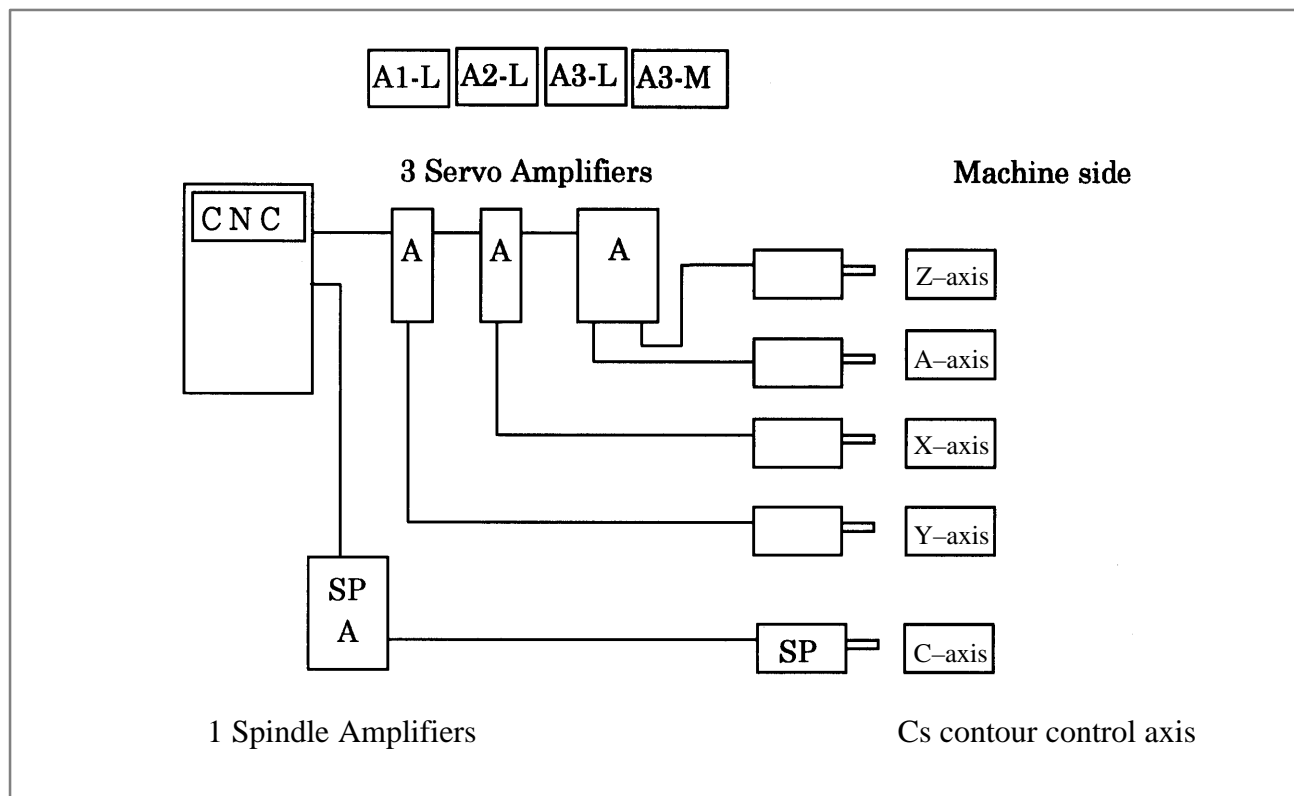 A1-L A2-L A3-L A3-M
3 Servo Amplifiers Machine side
CNC
A A A
Z–axis
A–axis
X–axis
Y–axis
SP
A
SP C–axis
1 Spindle Amplifiers Cs contour control axis